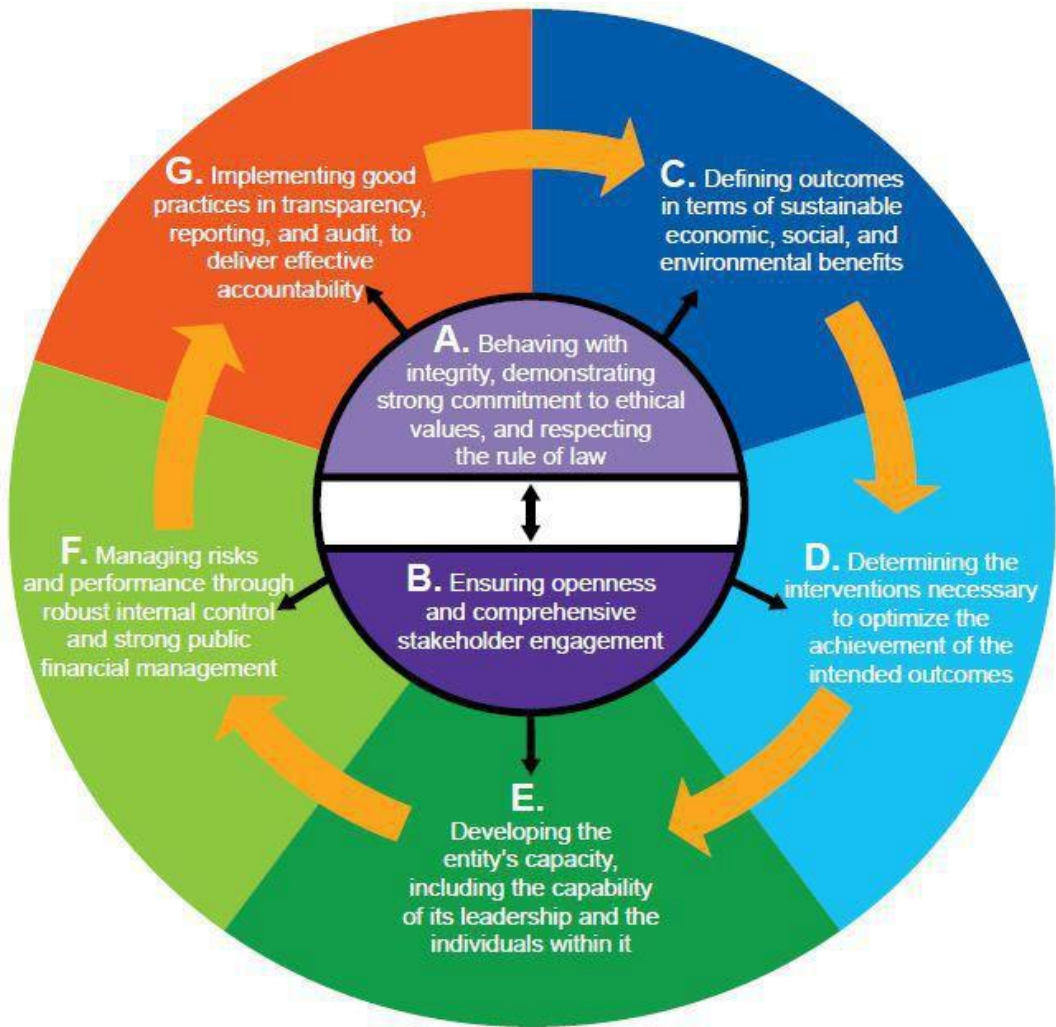 G. Implementing good
practices in transparency,
reporting, and audit, to
deliver effective
accountability
C. Defining outcomes
in terms of sustainable
economic, social, and
environmental benefits
A. Behaving with
integrity, demonstrating
strong commitment to ethical
values, and respecting
the rule of law
F. Managing risks
and performance through
robust internal control
and strong public
financial management
B. Ensuring openness
and comprehensive
stakeholder engagement
D. Determining the
interventions necessary
to optimize the
achievement of the
intended outcomes
E.
Developing the
entity's capacity,
including the capability
of its leadership and the
individuals within it